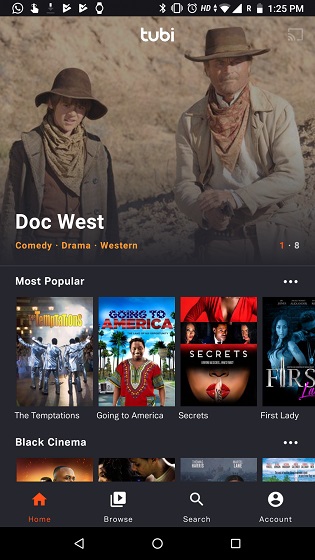 HD R 1:25 PM
tubi
Doc West
Comedy · Drama · Western
1 · 8
Most Popular
The Temptations
GOING TO
AMERICA
SECRETS
FIRST
The Temptations
Going to America
Secrets
First Lady
Black Cinema
Home
Browse
Search
Account